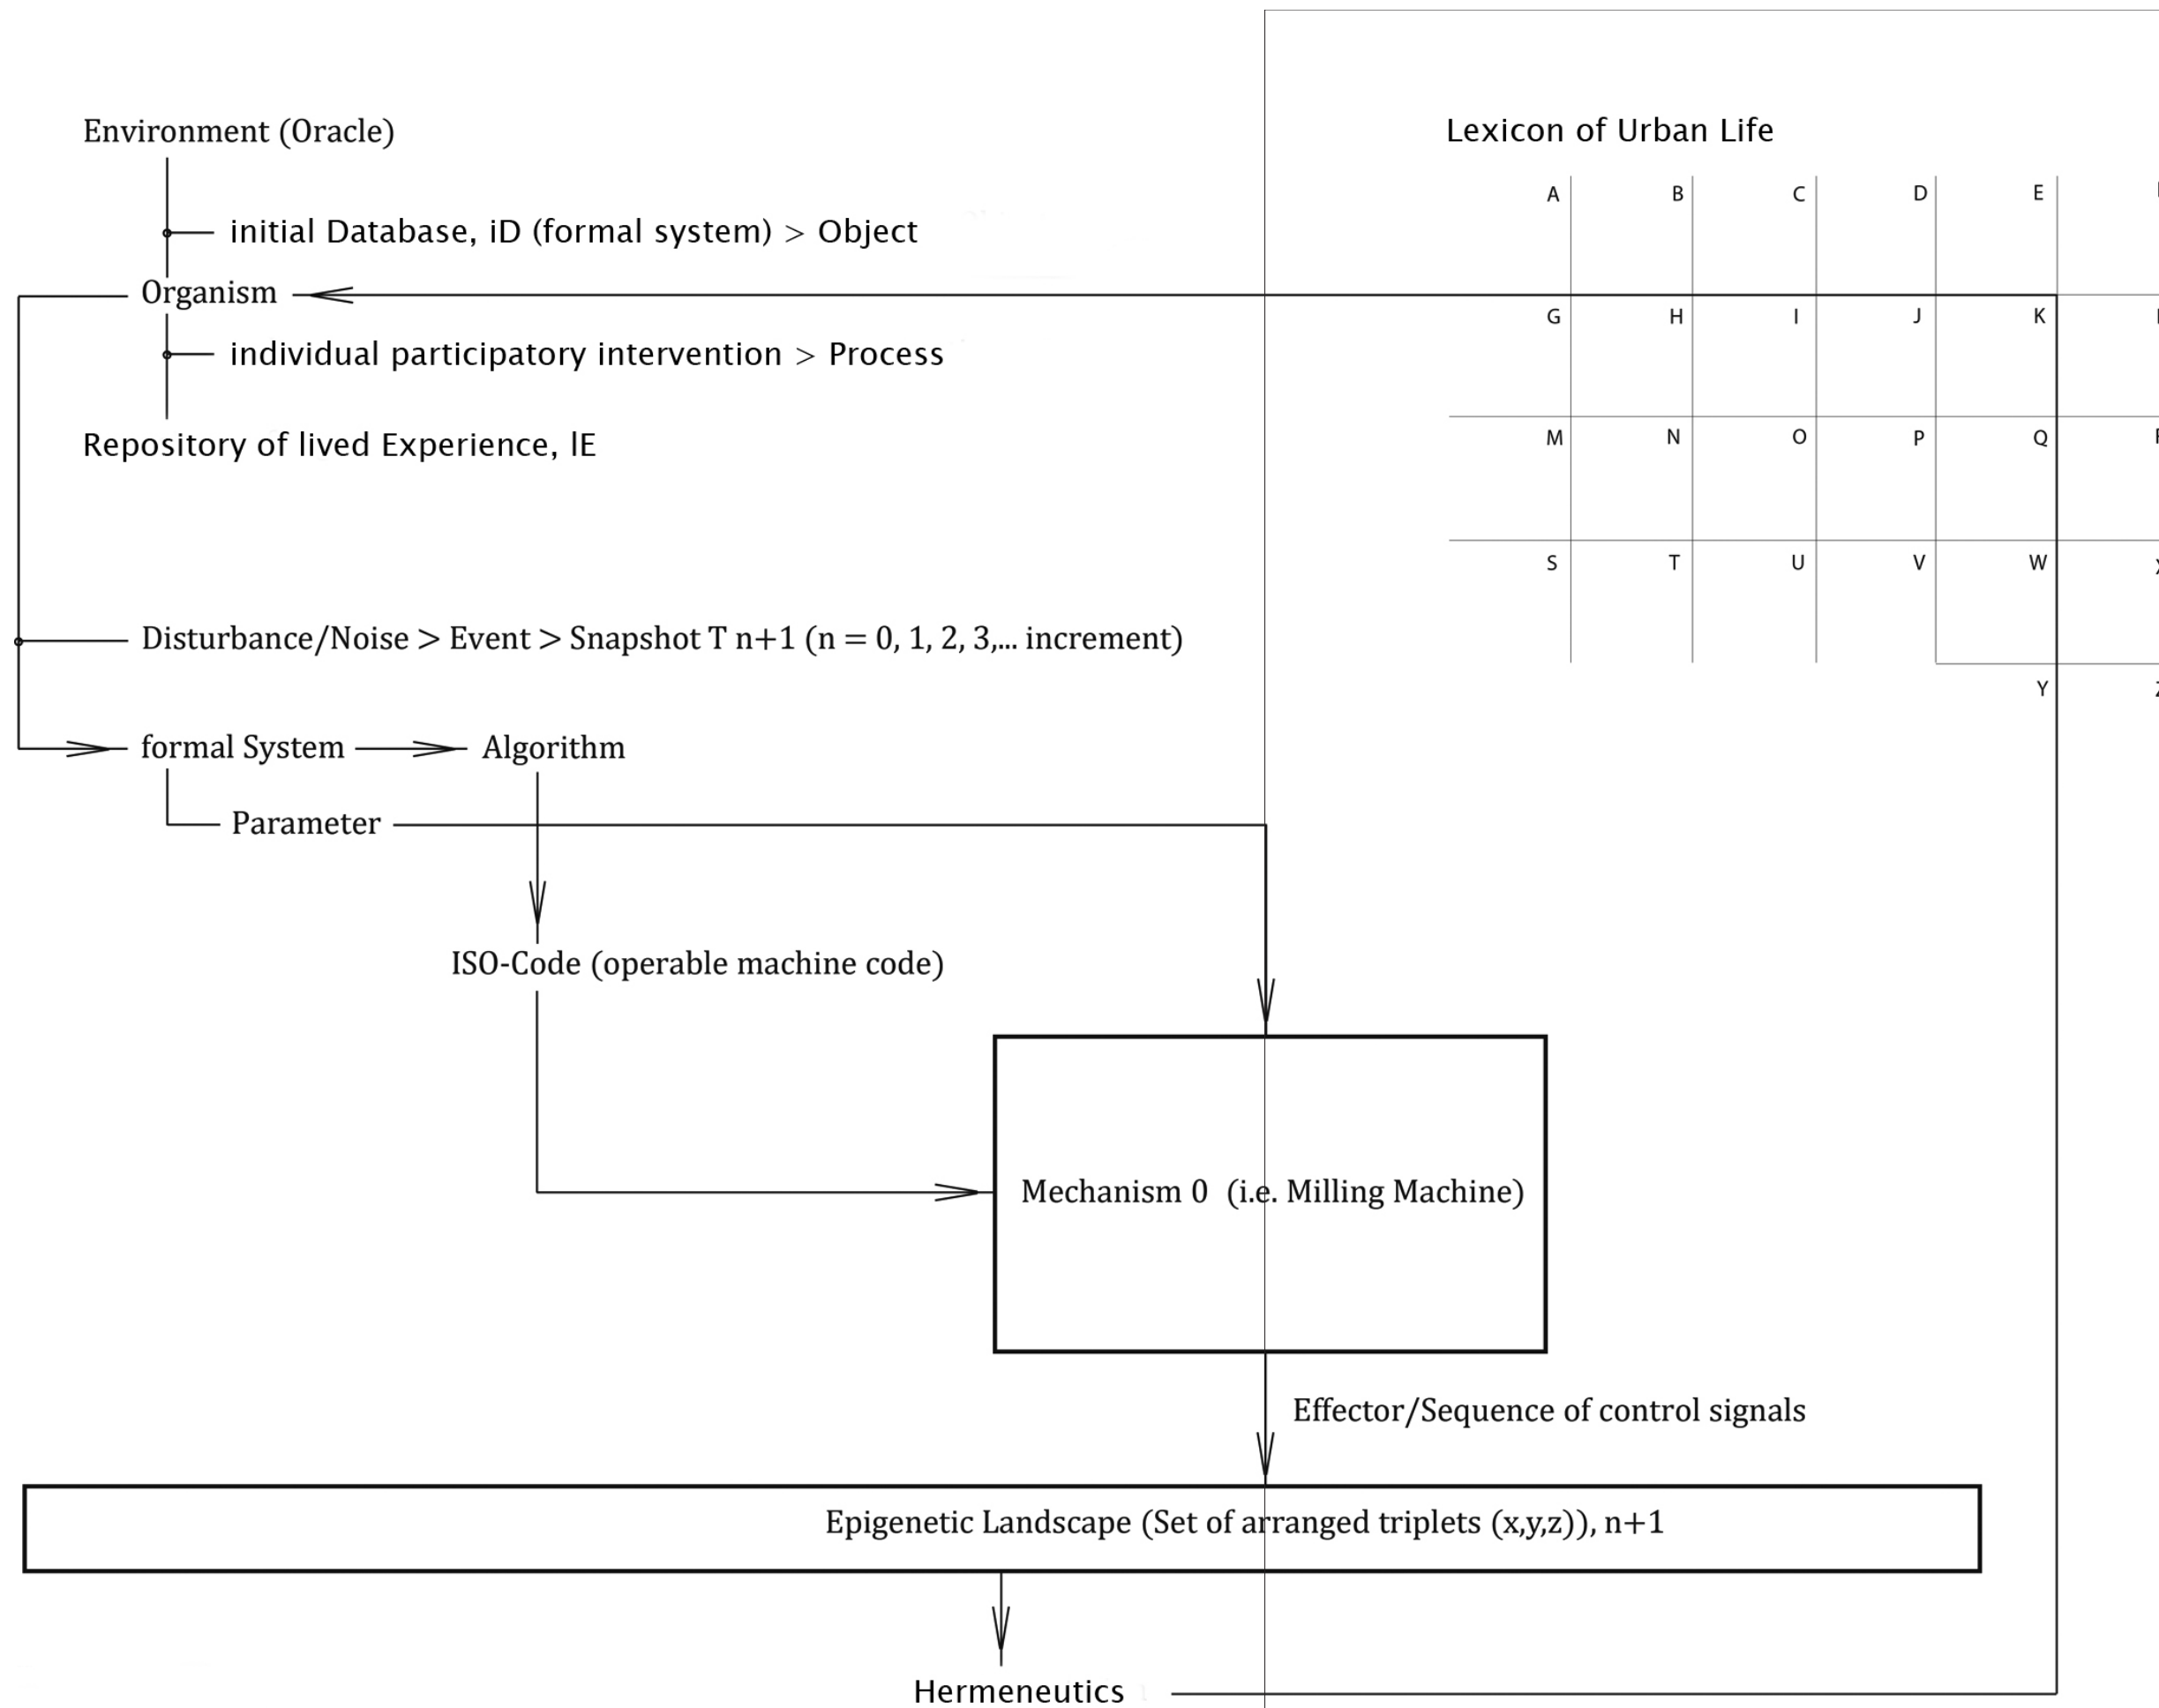 Environment (Oracle)
initial Database, iD (formal system) > Object
Organism
individual participatory intervention > Process
Repository of lived Experience, lE
Disturbance/Noise > Event > Snapshot T n+1 (n = 0, 1, 2, 3,... increment)
formal System
Algorithm
Parameter
ISO-Code (operable machine code)
Mechanism 0 (i.e. Milling Machine)
Effector/Sequence of control signals
Epigenetic Landscape (Set of arranged triplets (x,y,z)), n+1
Hermeneutics
Lexicon of Urban Life
A B C D E
G H I J K
M N O P Q
S T U V W
Y